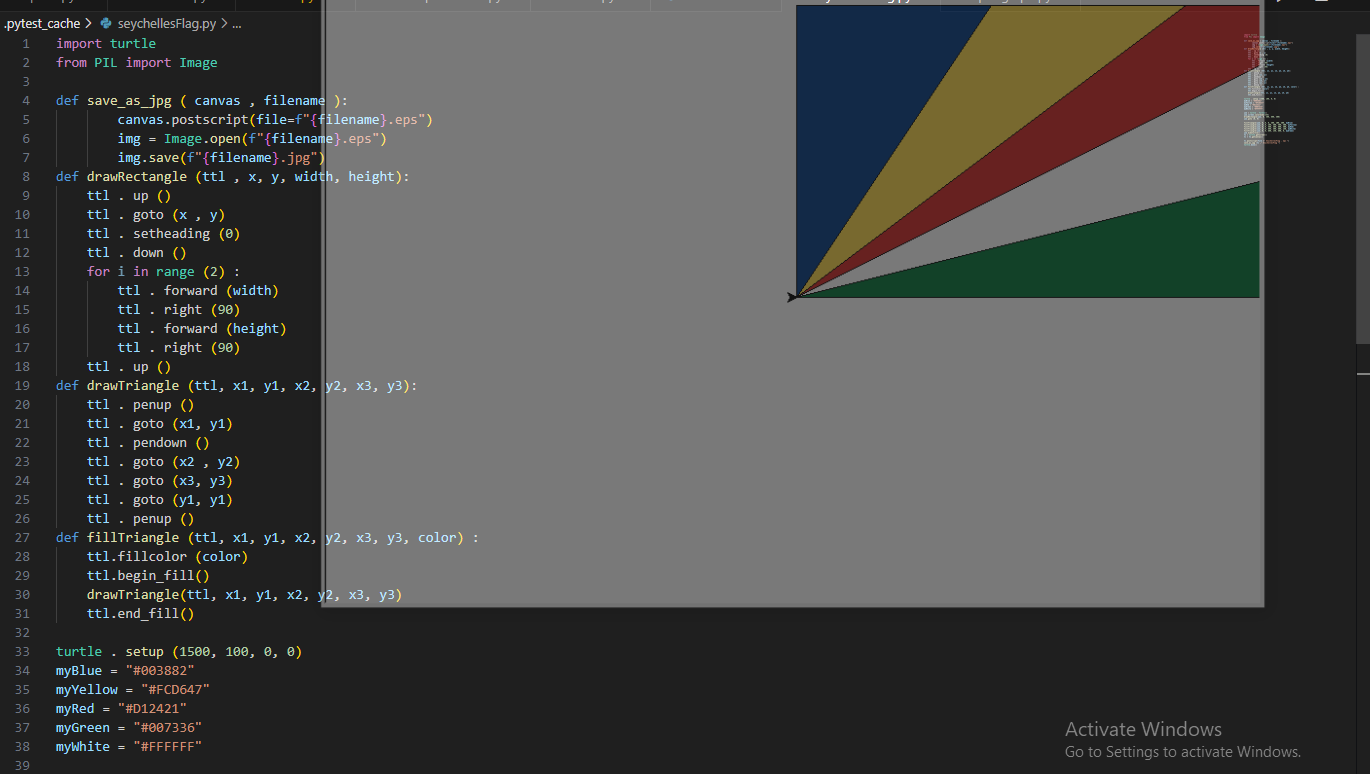 .pytest_cache > seychellesFlag.py > ...
1 import turtle
2 from PIL import Image
3
4 def save_as_jpg ( canvas , filename ):
5 canvas.postscript(file=f"{filename}.eps")
6 img = Image.open(f"{filename}.eps")
7 img.save(f"{filename}.jpg")
8 def drawRectangle (ttl , x, y, width, height):
9 ttl . up ()
10 ttl . goto (x , y)
11 ttl . setheading (0)
12 ttl . down ()
13 for i in range (2) :
14 ttl . forward (width)
15 ttl . right (90)
16 ttl . forward (height)
17 ttl . right (90)
18 ttl . up ()
19 def drawTriangle (ttl, x1, y1, x2, y2, x3, y3):
20 ttl . penup ()
21 ttl . goto (x1, y1)
22 ttl . pendown ()
23 ttl . goto (x2 , y2)
24 ttl . goto (x3, y3)
25 ttl . goto (y1, y1)
26 ttl . penup ()
27 def fillTriangle (ttl, x1, y1, x2, y2, x3, y3, color) :
28 ttl.fillcolor (color)
29 ttl.begin_fill()
30 drawTriangle(ttl, x1, y1, x2, y2, x3, y3)
31 ttl.end_fill()
32
33 turtle . setup (1500, 100, 0, 0)
34 myBlue = "#003882"
35 myYellow = "#FCD647"
36 myRed = "#D12421"
37 myGreen = "#007336"
38 myWhite = "#FFFFFF"
39
Activate Windows
Go to Settings to activate Windows.